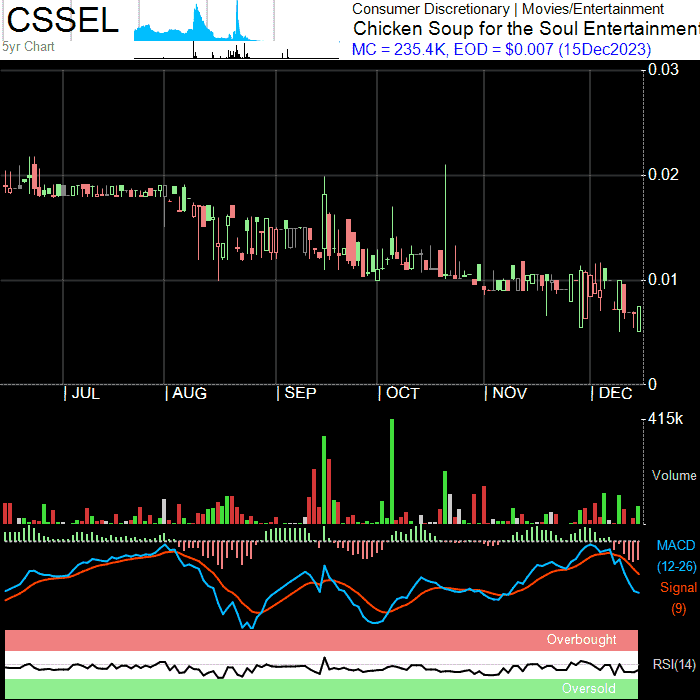 CSSEL
5yr Chart
Consumer Discretionary | Movies/Entertainment
Chicken Soup for the Soul Entertainment
MC = 235.4K, EOD = $0.007 (15Dec2023)
0.03
0.02
0.01
0
JUL AUG SEP OCT NOV DEC
415k
Volume
MACD
(12-26)
Signal
(9)
Overbought
RSI(14)
Oversold